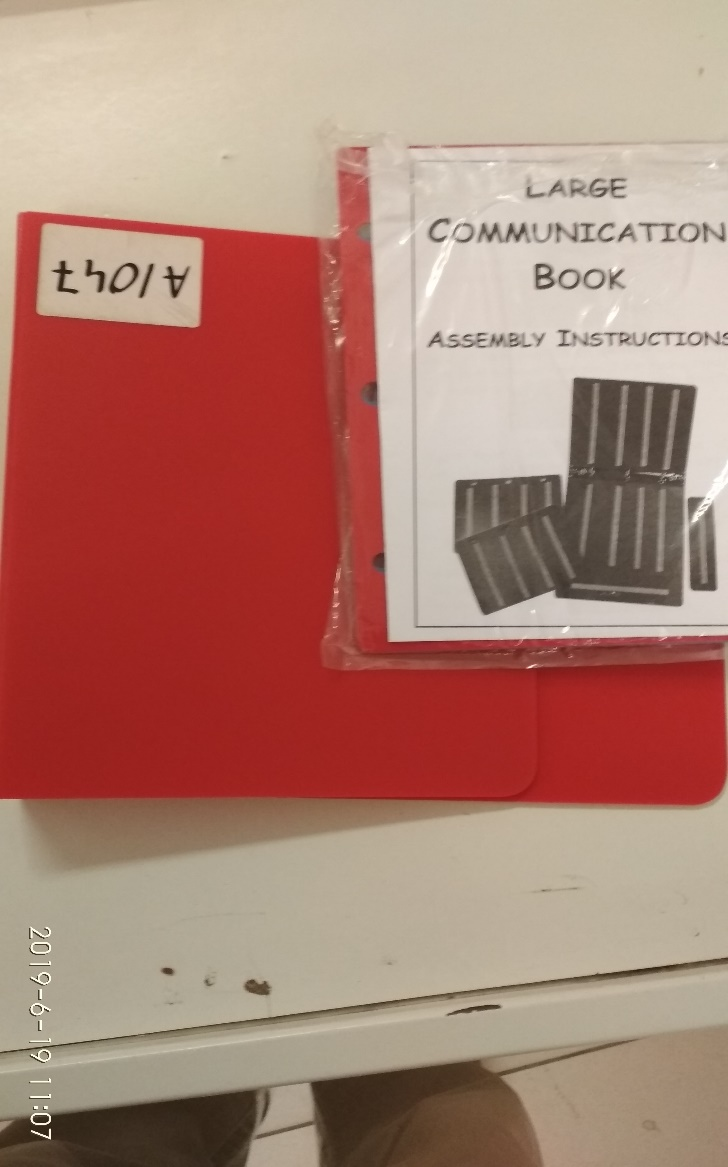 A1047
LARGE
COMMUNICATION
BOOK
ASSEMBLY INSTRUCTIONS
2019-6-19 11:07